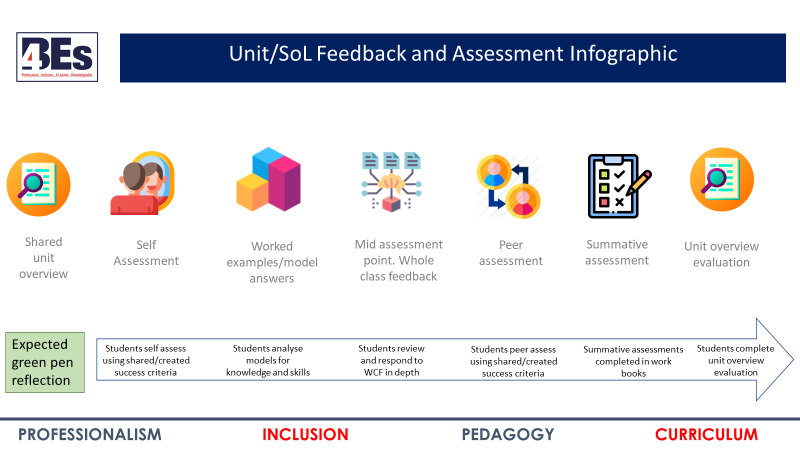 4BEs
Unit/SoL Feedback and Assessment Infographic
Shared
unit
overview
Self
Assessment
Worked
examples/model
answers
Mid assessment
point. Whole
class feedback
Peer
assessment
Summative
assessment
Unit overview
evaluation
Expected
green pen
reflection
Students self assess
using shared/created
success criteria
Students analyse
models for
knowledge and skills
Students review
and respond to
WCF in depth
Students peer assess
using shared/created
success criteria
Summative assessments
completed in work
books
Students complete
unit overview
evaluation
PROFESSIONALISM
INCLUSION
PEDAGOGY
CURRICULUM